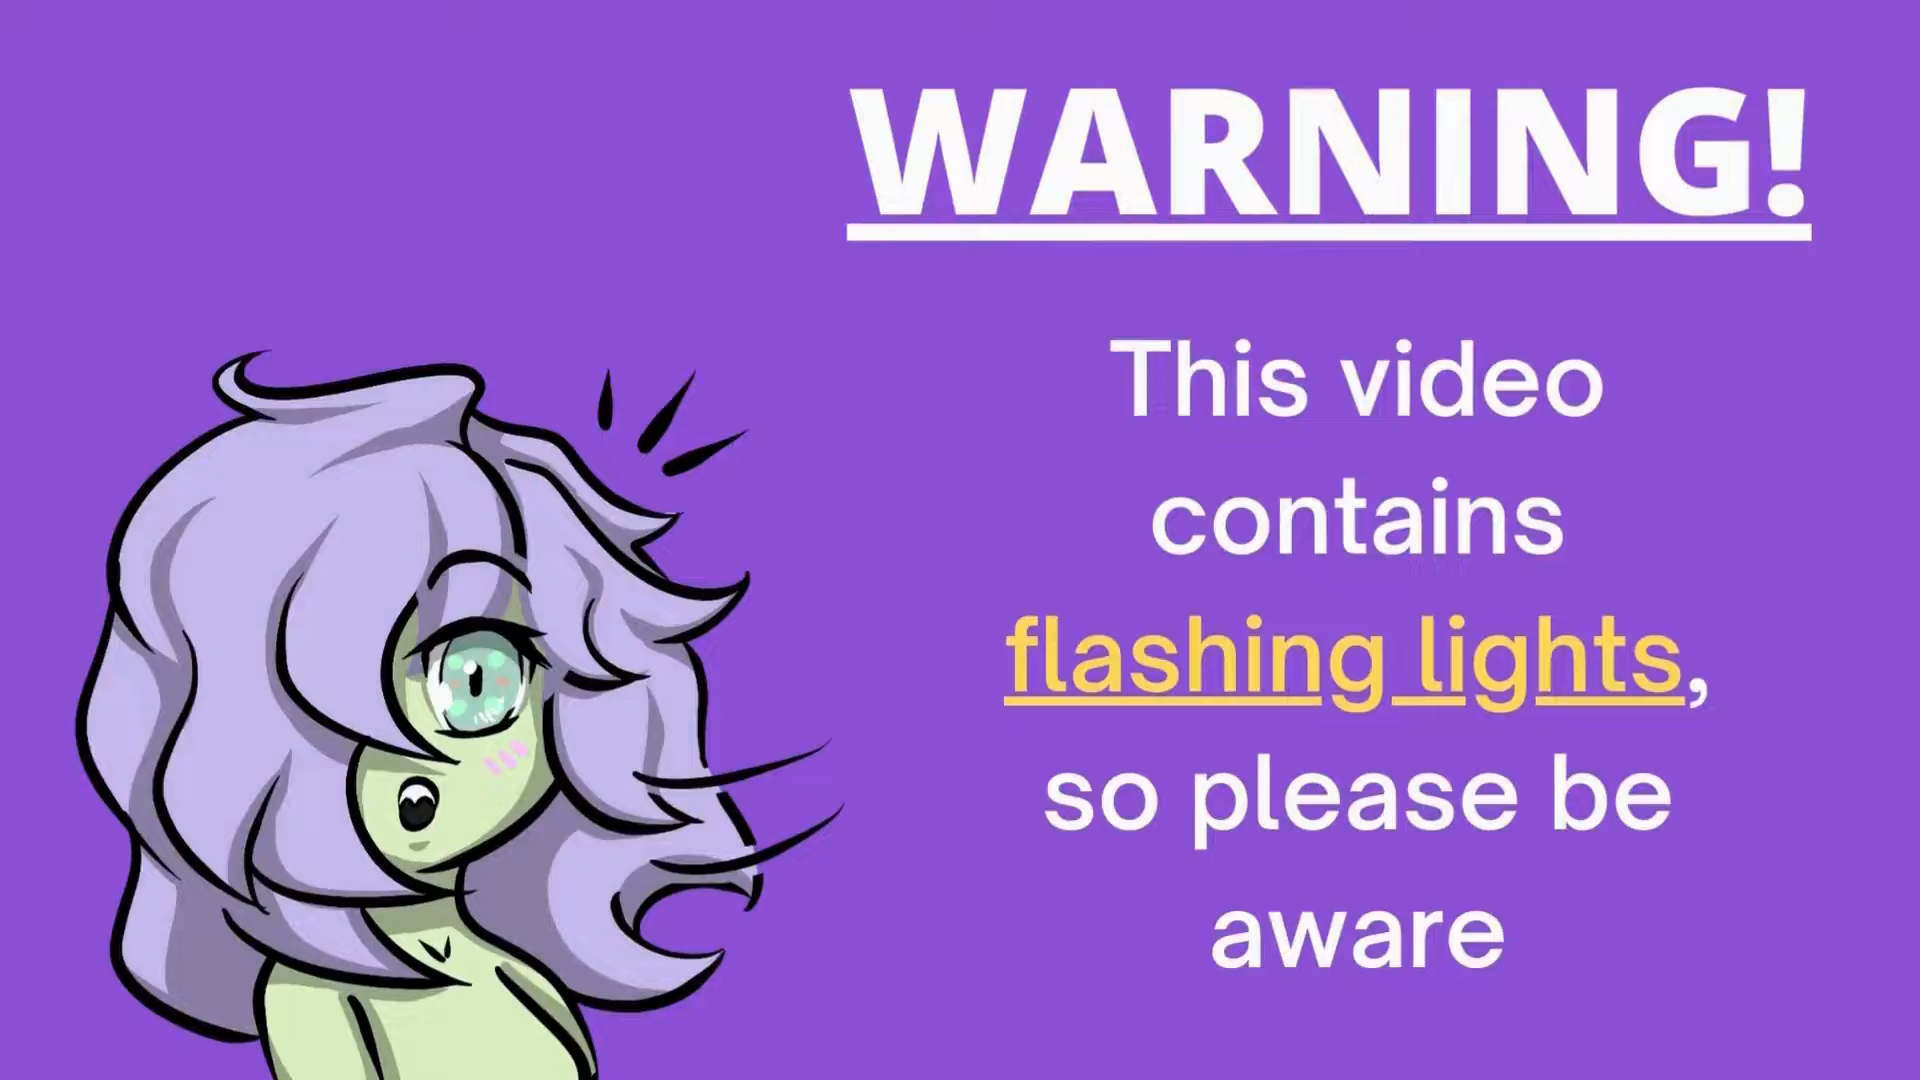 WARNING!
This video
contains
flashing lights,
so please be
aware